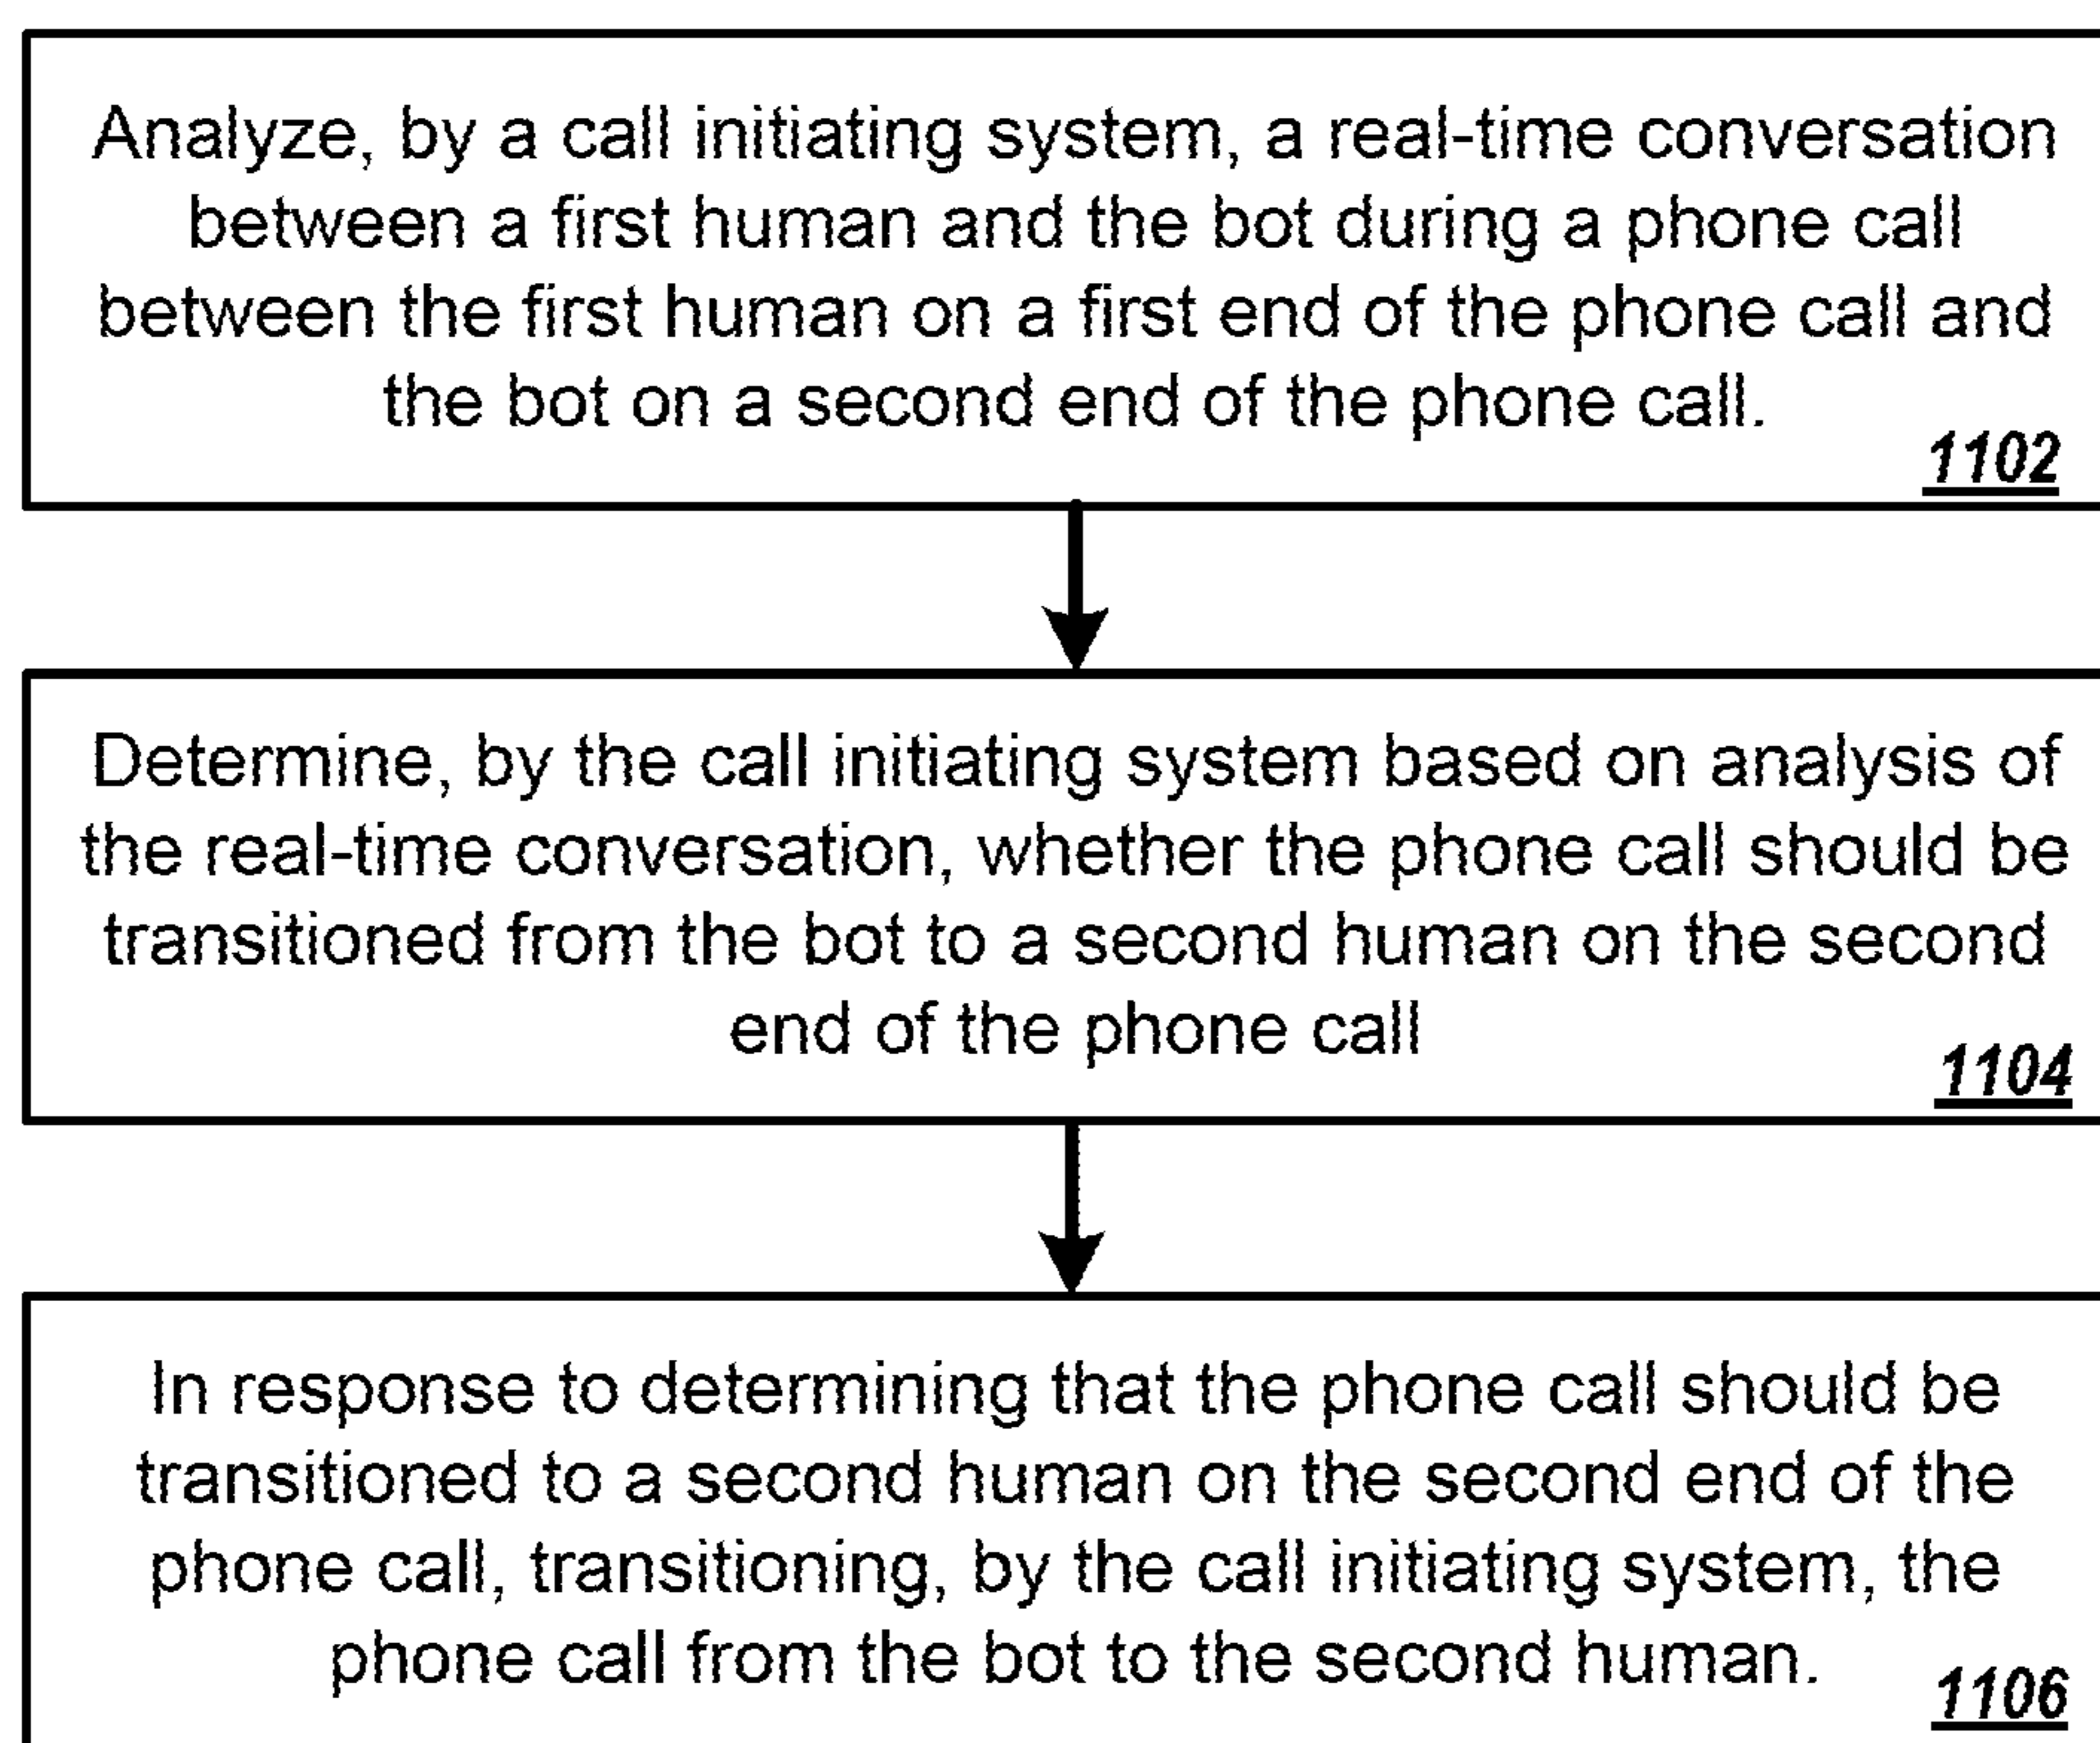 Analyze, by a call initiating system, a real-time conversation
between a first human and the bot during a phone call
between the first human on a first end of the phone call and
the bot on a second end of the phone call.
1102
Determine, by the call initiating system based on analysis of
the real-time conversation, whether the phone call should be
transitioned from the bot to a second human on the second
end of the phone call
1104
In response to determining that the phone call should be
transitioned to a second human on the second end of the
phone call, transitioning, by the call initiating system, the
phone call from the bot to the second human.
1106